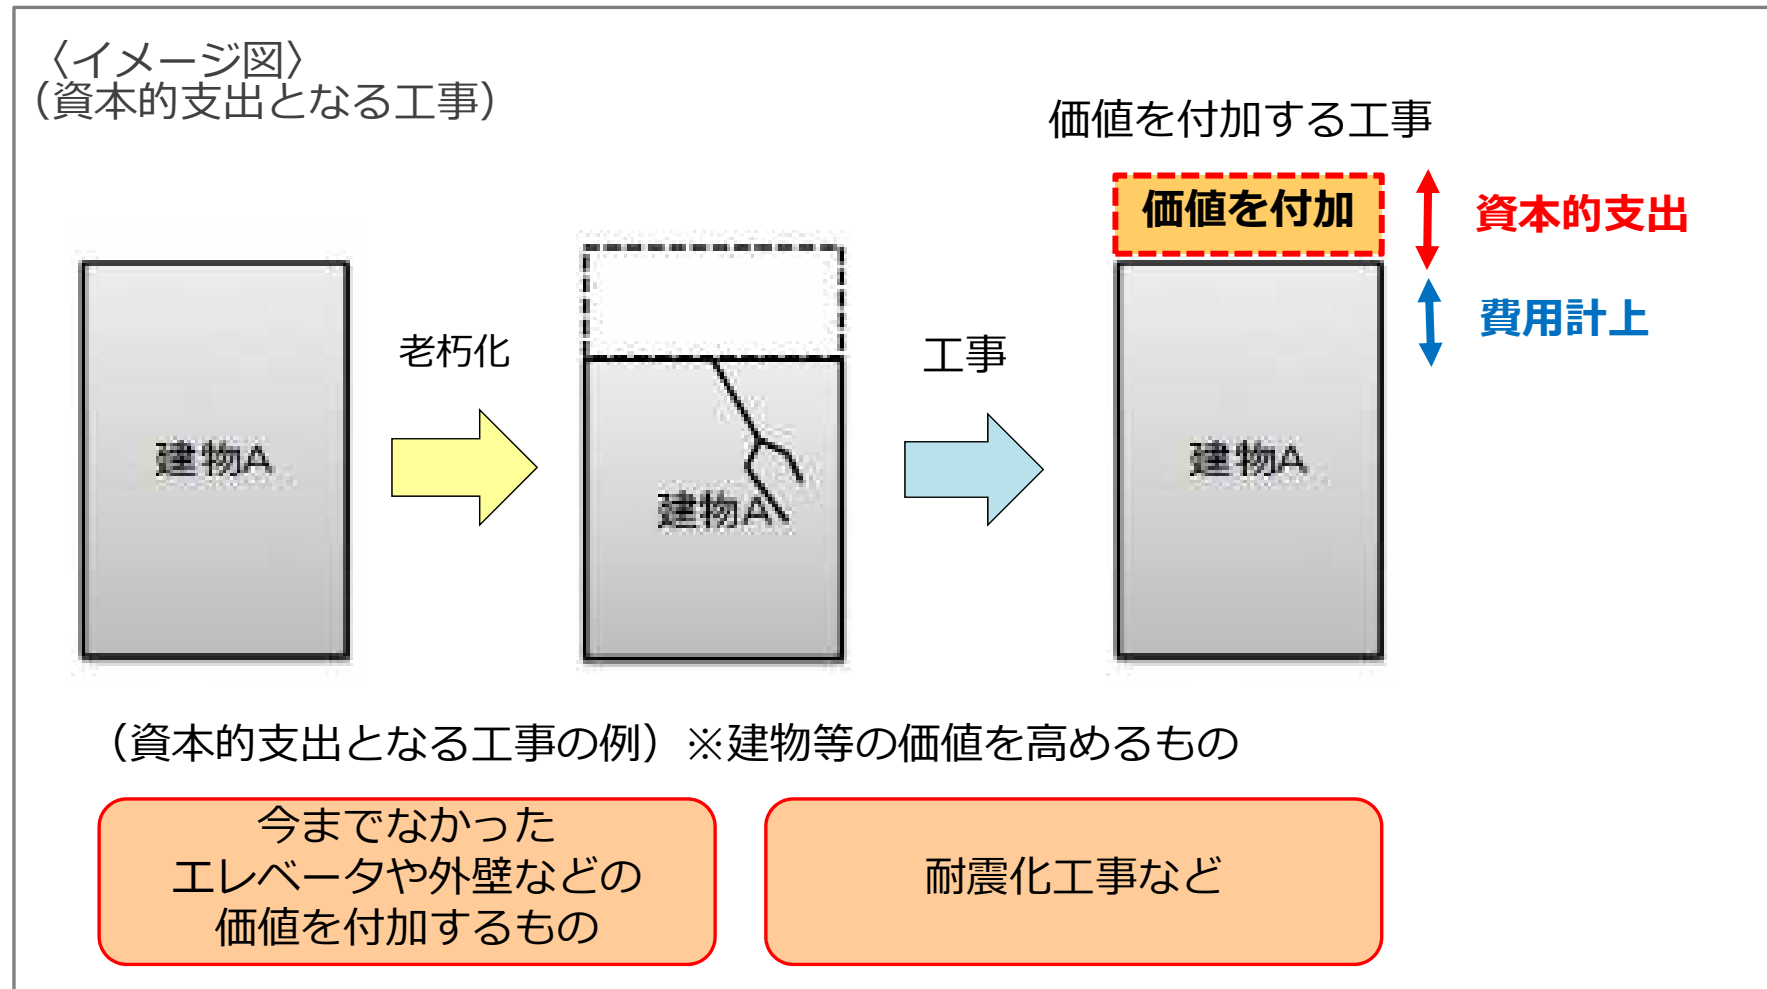 〈イメージ図〉
（資本的支出となる工事）
価値を付加する工事
価値を付加
資本的支出
費用計上
老朽化
工事
建物A
建物A
建物A
（資本的支出となる工事の例）※建物等の価値を高めるもの
今までなかった
エレベータや外壁などの
価値を付加するもの
耐震化工事など